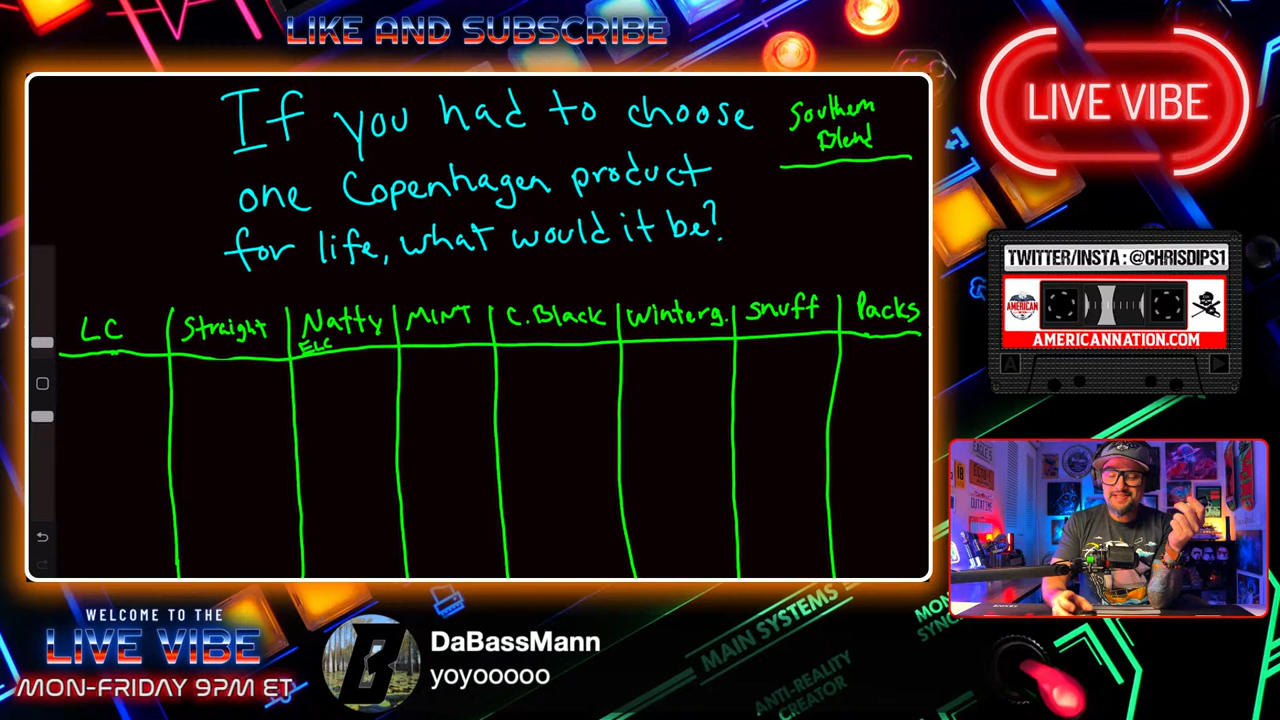 LIKE AND SUBSCRIBE
If you had to choose
one Copenhagen product
for life, what would it be?
Southern
Blend
LC
Straight
Natty
ELC
MINT
C. Black
Winterg.
Snuff
Packs
LIVE VIBE
TWITTER/INSTA : @CHRISDIPS1
AMERICAN
A
AMERICANNATION.COM
WELCOME TO THE
LIVE VIBE
MON-FRIDAY 9PM ET
DaBassMann
yoyooooo
MAIN SYSTEMS
ANTI-REALITY
CREATOR